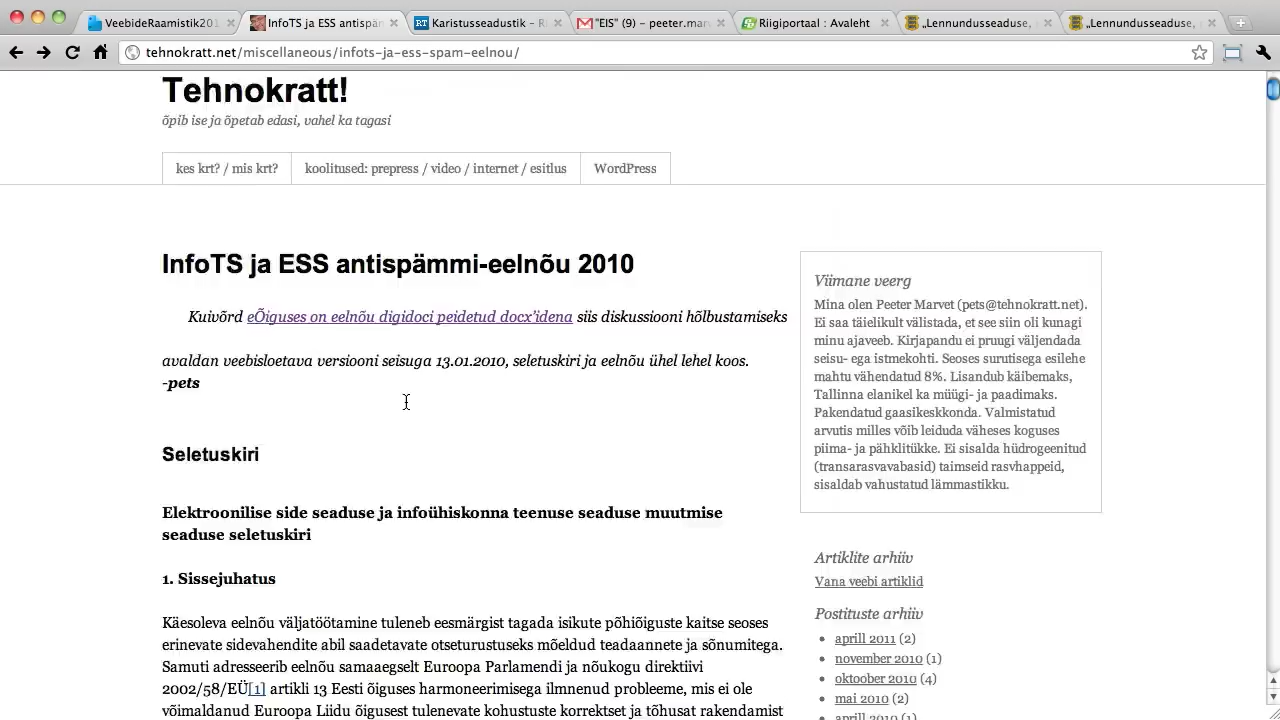 VeebideRaamistik201
InfoTS ja ESS antispän
Karistusseadustik – R
"EIS" (9) – peeter.mar
Riigiportaal : Avaleht
„Lennundusseaduse,
„Lennundusseaduse,
tehnokratt.net/miscellaneous/infots-ja-ess-spam-eelnou/
Tehnokratt!
õpib ise ja õpetab edasi, vahel ka tagasi
kes krt? / mis krt?
koolitused: prepress / video / internet / esitlus
WordPress
InfoTS ja ESS antispämmi-eelnõu 2010
Kuivõrd eÕiguses on eelnõu digidoci peidetud docx'idena siis diskussiooni hõlbustamiseks
avaldan veebisloetava versiooni seisuga 13.01.2010, seletuskiri ja eelnõu ühel lehel koos.
-pets
Seletuskiri
Elektroonilise side seaduse ja infoühiskonna teenuse seaduse muutmise
seaduse seletuskiri
1. Sissejuhatus
Käesoleva eelnõu väljatöötamine tuleneb eesmärgist tagada isikute põhiõiguste kaitse seoses
erinevate sidevahendite abil saadetavate otseturustuseks mõeldud teadaannete ja sõnumitega.
Samuti adresseerib eelnõu samaaegselt Euroopa Parlamendi ja nõukogu direktiivi
2002/58/EÜ[1] artikli 13 Eesti õiguses harmoneerimisega ilmnenud probleeme, mis ei ole
võimaldanud Euroopa Liidu õigusest tulenevate kohustuste korrektset ja tõhusat rakendamist
Viimane veerg
Mina olen Peeter Marvet (pets@tehnokratt.net).
Ei saa täielikult välistada, et see siin oli kunagi
minu ajaveeb. Kirjapandu ei pruugi väljendada
seisu- ega istmekohti. Seoses surutisega esilehe
mahtu vähendatud 8%. Lisandub käibemaks,
Tallinna elanikel ka müügi- ja paadimaks.
Pakendatud gaasikeskkonda. Valmistatud
arvutis milles võib leiduda väheses koguses
piima- ja pähklitükke. Ei sisalda hüdrogeenitud
(transarasvavabasid) taimseid rasvhappeid,
sisaldab vahustatud lämmastikku.
Artiklite arhiiv
Vana veebi artiklid
Postituste arhiiv
aprill 2011 (2)
november 2010 (1)
oktoober 2010 (4)
mai 2010 (2)
aprill 2010 (1)